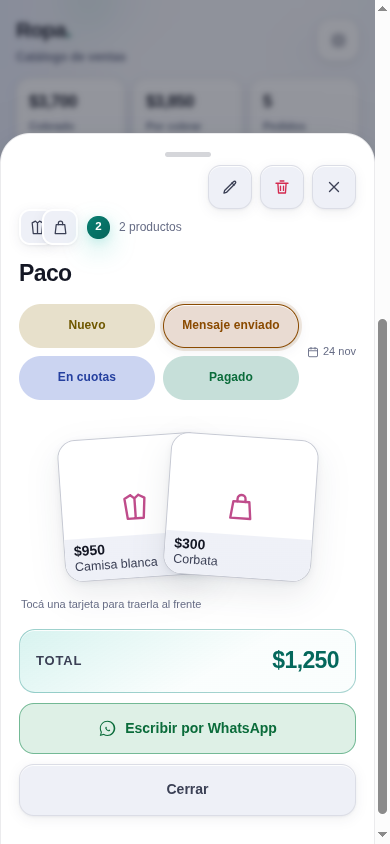 Ropa.
Catálogo de ventas
$3,700 $3,850 5
Cobrado Por cobrar Pedidos
2 2 productos
Paco
Nuevo Mensaje enviado
24 nov
En cuotas Pagado
$950
Camisa blanca
$300
Corbata
Tocá una tarjeta para traerla al frente
TOTAL $1,250
Escribir por WhatsApp
Cerrar